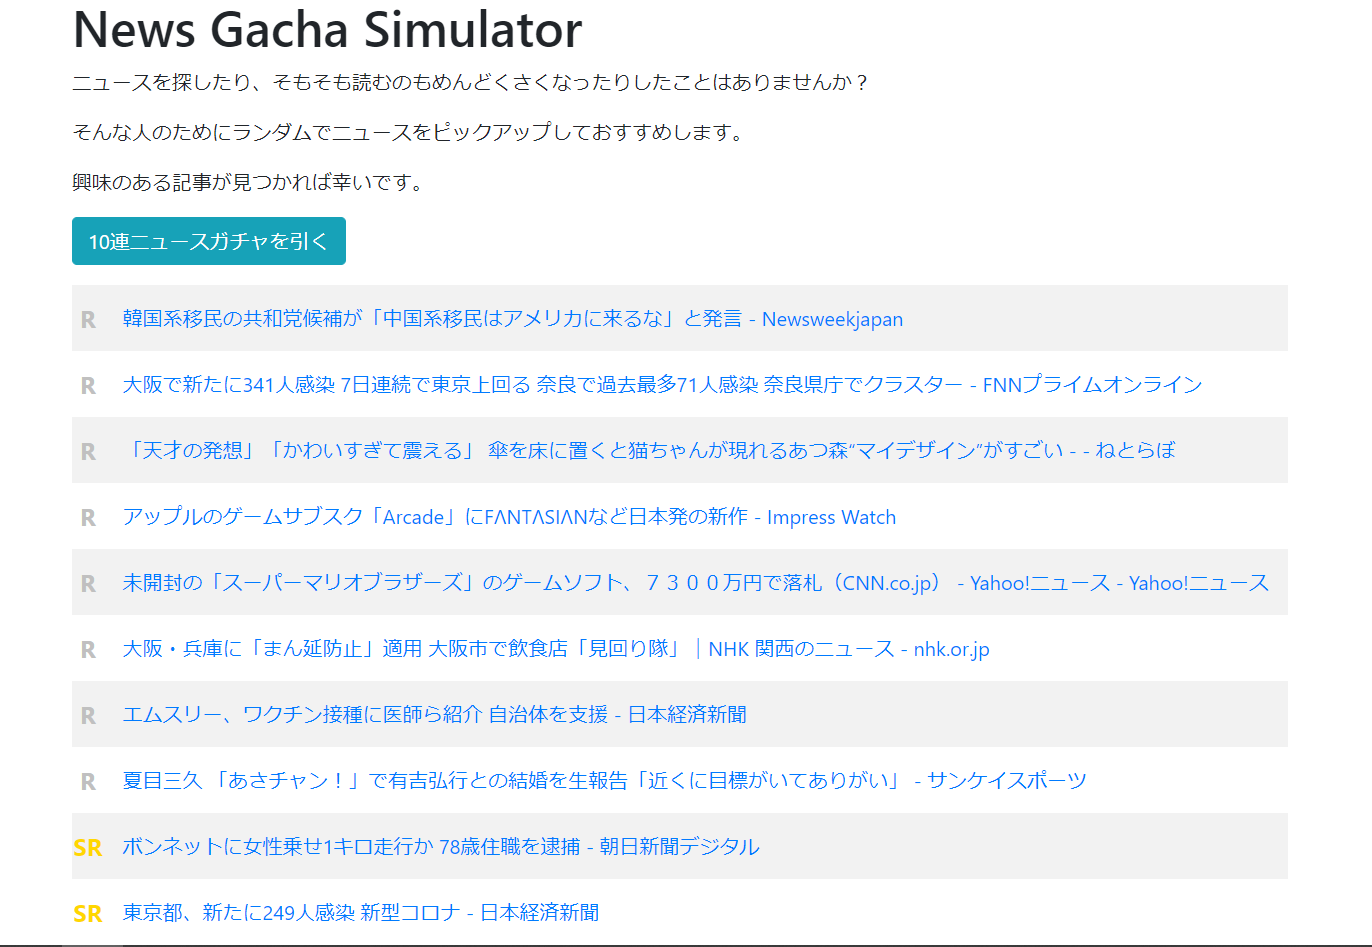 News Gacha Simulator
ニュースを探したり、そもそも読むのもめんどくさくなったりしたことはありませんか？
そんな人のためにランダムでニュースをピックアップしておすすめします。
興味のある記事が見つかれば幸いです。
10連ニュースガチャを引く
R 韓国系移民の共和党候補が「中国系移民はアメリカに来るな」と発言 - Newsweekjapan
R 大阪で新たに341人感染 7日連続で東京上回る 奈良で過去最多71人感染 奈良県庁でクラスター - FNNプライムオンライン
R 「天才の発想」「かわいすぎて震える」 傘を床に置くと猫ちゃんが現れるあつ森“マイデザイン”がすごい - - ねとらぼ
R アップルのゲームサブスク「Arcade」にFΛNTΛSIΛNなど日本発の新作 - Impress Watch
R 未開封の「スーパーマリオブラザーズ」のゲームソフト、７３００万円で落札（CNN.co.jp） - Yahoo!ニュース - Yahoo!ニュース
R 大阪・兵庫に「まん延防止」適用 大阪市で飲食店「見回り隊」｜NHK 関西のニュース - nhk.or.jp
R エムスリー、ワクチン接種に医師ら紹介 自治体を支援 - 日本経済新聞
R 夏目三久 「あさチャン！」で有吉弘行との結婚を生報告「近くに目標がいてありがい」 - サンケイスポーツ
SR ボンネットに女性乗せ1キロ走行か 78歳住職を逮捕 - 朝日新聞デジタル
SR 東京都、新たに249人感染 新型コロナ - 日本経済新聞